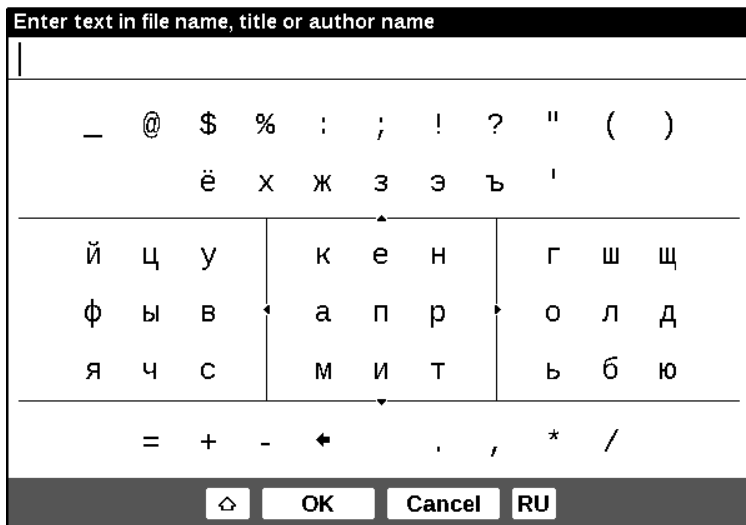 Enter text in file name, title or author name
_ @ $ % : ; ! ? " ( )
ё х ж з э ъ '
й ц у к е н г ш щ
ф ы в а п р о л д
я ч с м и т ь б ю
= + - . , * /
OK Cancel RU